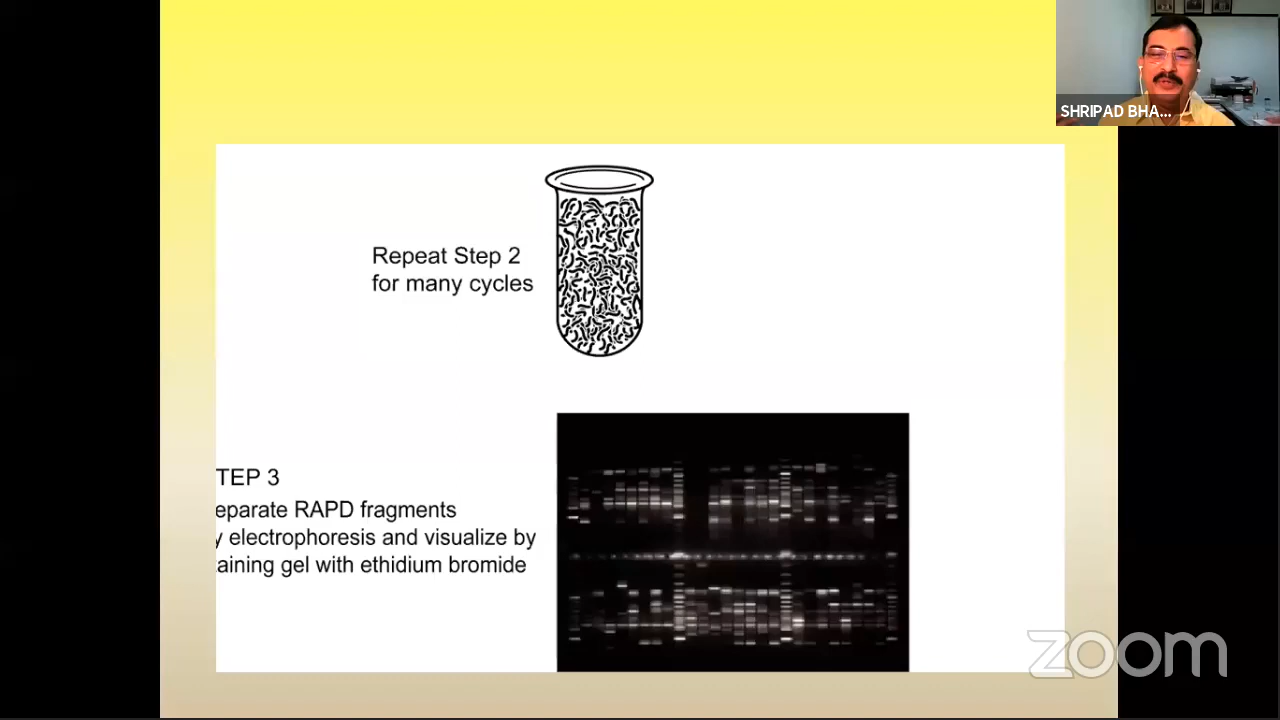 SHRIPAD BHA...
Repeat Step 2
for many cycles
TEP 3
eparate RAPD fragments
y electrophoresis and visualize by
aining gel with ethidium bromide
zoom